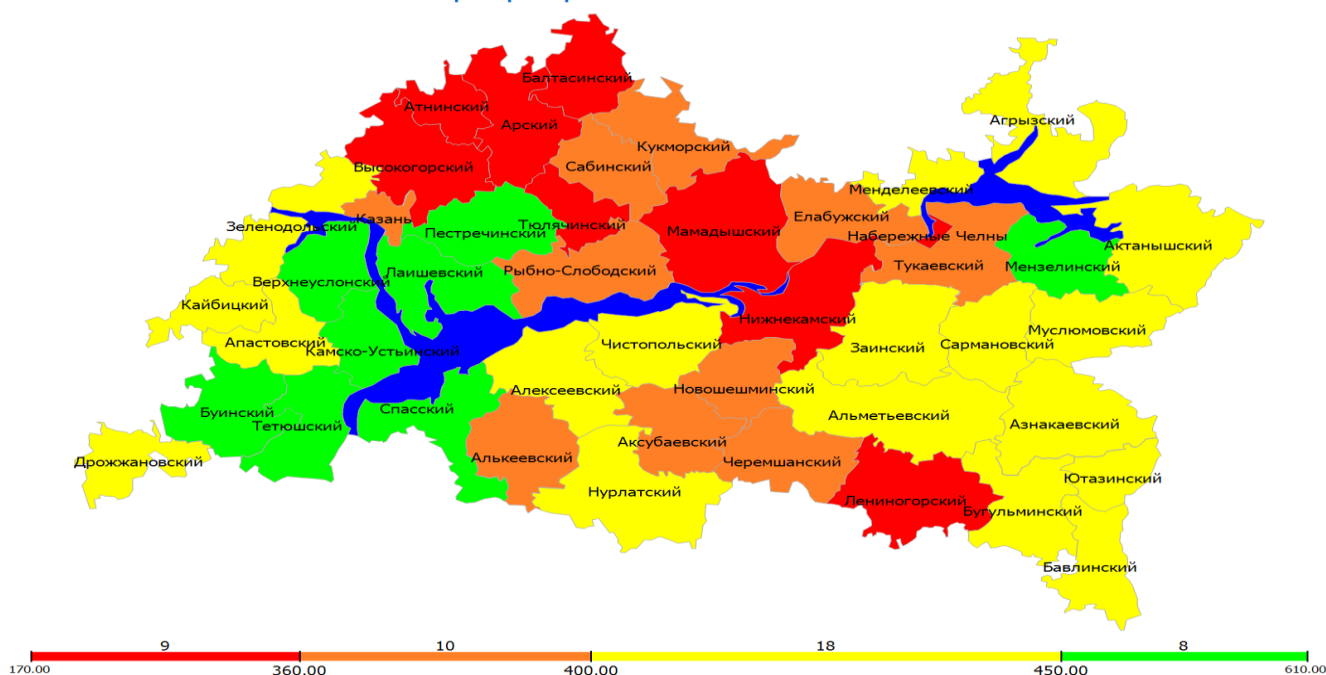 Балтасинский
Атнинский
Арский
Агрызский
Кукморский
Сабинский
Высокогорский
Менделеевский
Елабужский
Казань
Зеленодольский
Тюлячинский
Пестречинский
Мамадышский
Набережные Челны
Актанышский
Тукаевский
Мензелинский
Рыбно-Слободский
Лаишевский
Верхнеуслонский
Кайбицкий
Нижнекамский
Муслюмовский
Апастовский
Камско-Устьинский
Чистопольский
Заинский
Сармановский
Алексеевский
Новошешминский
Буинский
Спасский
Альметьевский
Тетюшский
Азнакаевский
Аксубаевский
Дрожжановский
Алькеевский
Черемшанский
Ютазинский
Нурлатский
Лениногорский
Бугульминский
Бавлинский
9 10 18 8
170.00 360.00 400.00 450.00 610.00